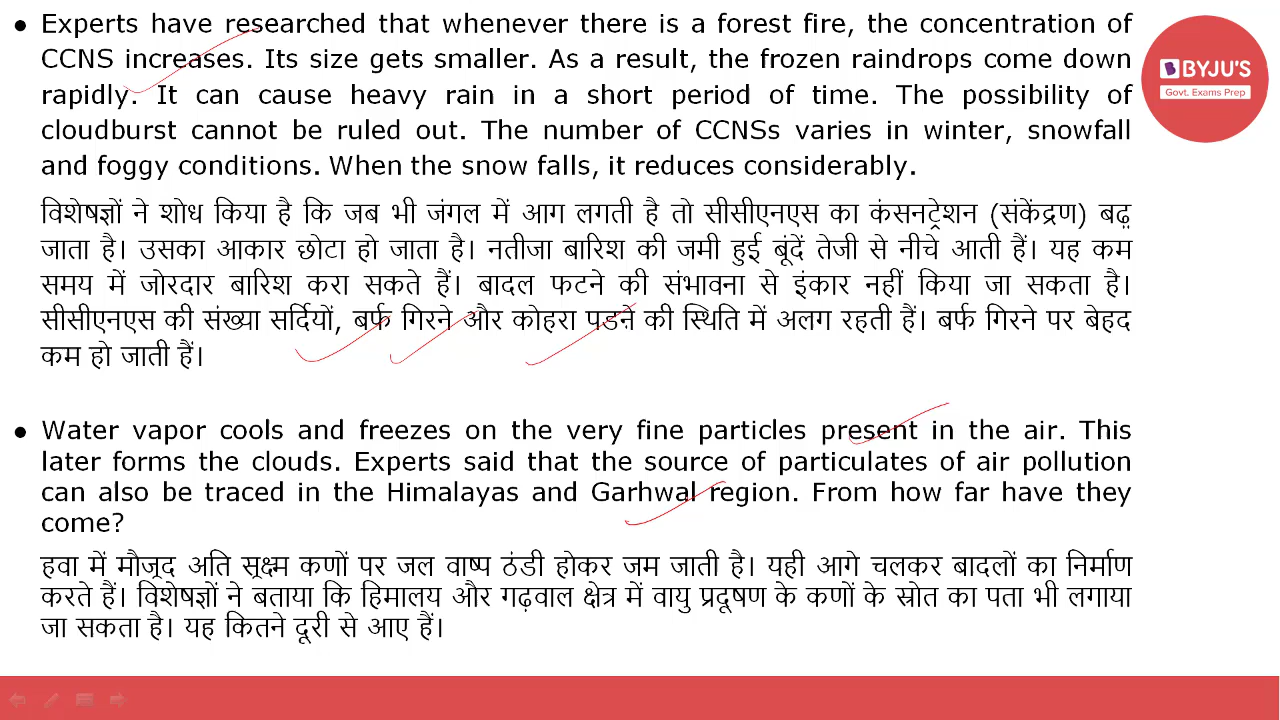 ● Experts have researched that whenever there is a forest fire, the concentration of
CCNS increases. Its size gets smaller. As a result, the frozen raindrops come down
rapidly. It can cause heavy rain in a short period of time. The possibility of
cloudburst cannot be ruled out. The number of CCNSs varies in winter, snowfall
and foggy conditions. When the snow falls, it reduces considerably.
BYJU'S
Govt. Exams Prep
विशेषज्ञों ने शोध किया है कि जब भी जंगल में आग लगती है तो सीसीएनएस का कंसनट्रेशन (संकेंद्रण) बढ़
जाता है। उसका आकार छोटा हो जाता है। नतीजा बारिश की जमी हुई बूंदें तेजी से नीचे आती हैं। यह कम
समय में जोरदार बारिश करा सकते हैं। बादल फटने की संभावना से इंकार नहीं किया जा सकता है।
सीसीएनएस की संख्या सर्दियों, बर्फ गिरने और कोहरा पडने की स्थिति में अलग रहती हैं। बर्फ गिरने पर बेहद
कम हो जाती हैं।
● Water vapor cools and freezes on the very fine particles present in the air. This
later forms the clouds. Experts said that the source of particulates of air pollution
can also be traced in the Himalayas and Garhwal region. From how far have they
come?
हवा में मौजूद अति सूक्ष्म कणों पर जल वाष्प ठंडी होकर जम जाती है। यही आगे चलकर बादलों का निर्माण
करते हैं। विशेषज्ञों ने बताया कि हिमालय और गढ़वाल क्षेत्र में वायु प्रदूषण के कणों के स्रोत का पता भी लगाया
जा सकता है। यह कितने दूरी से आए हैं।